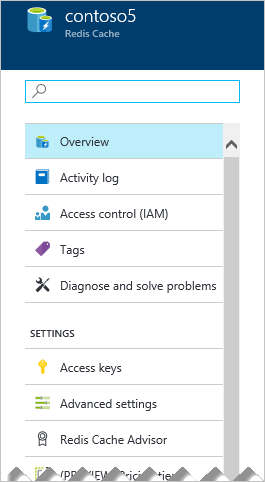 contoso5
Redis Cache
Overview
Activity log
Access control (IAM)
Tags
Diagnose and solve problems
SETTINGS
Access keys
Advanced settings
Redis Cache Advisor